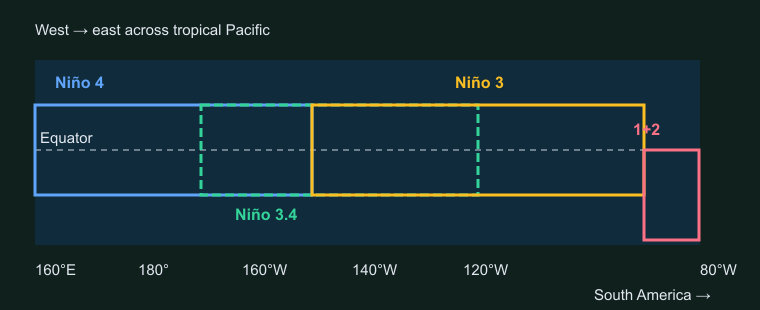 West → east across tropical Pacific
Niño 4
Niño 3
1+2
Equator
Niño 3.4
160°E 180° 160°W 140°W 120°W 80°W
South America →